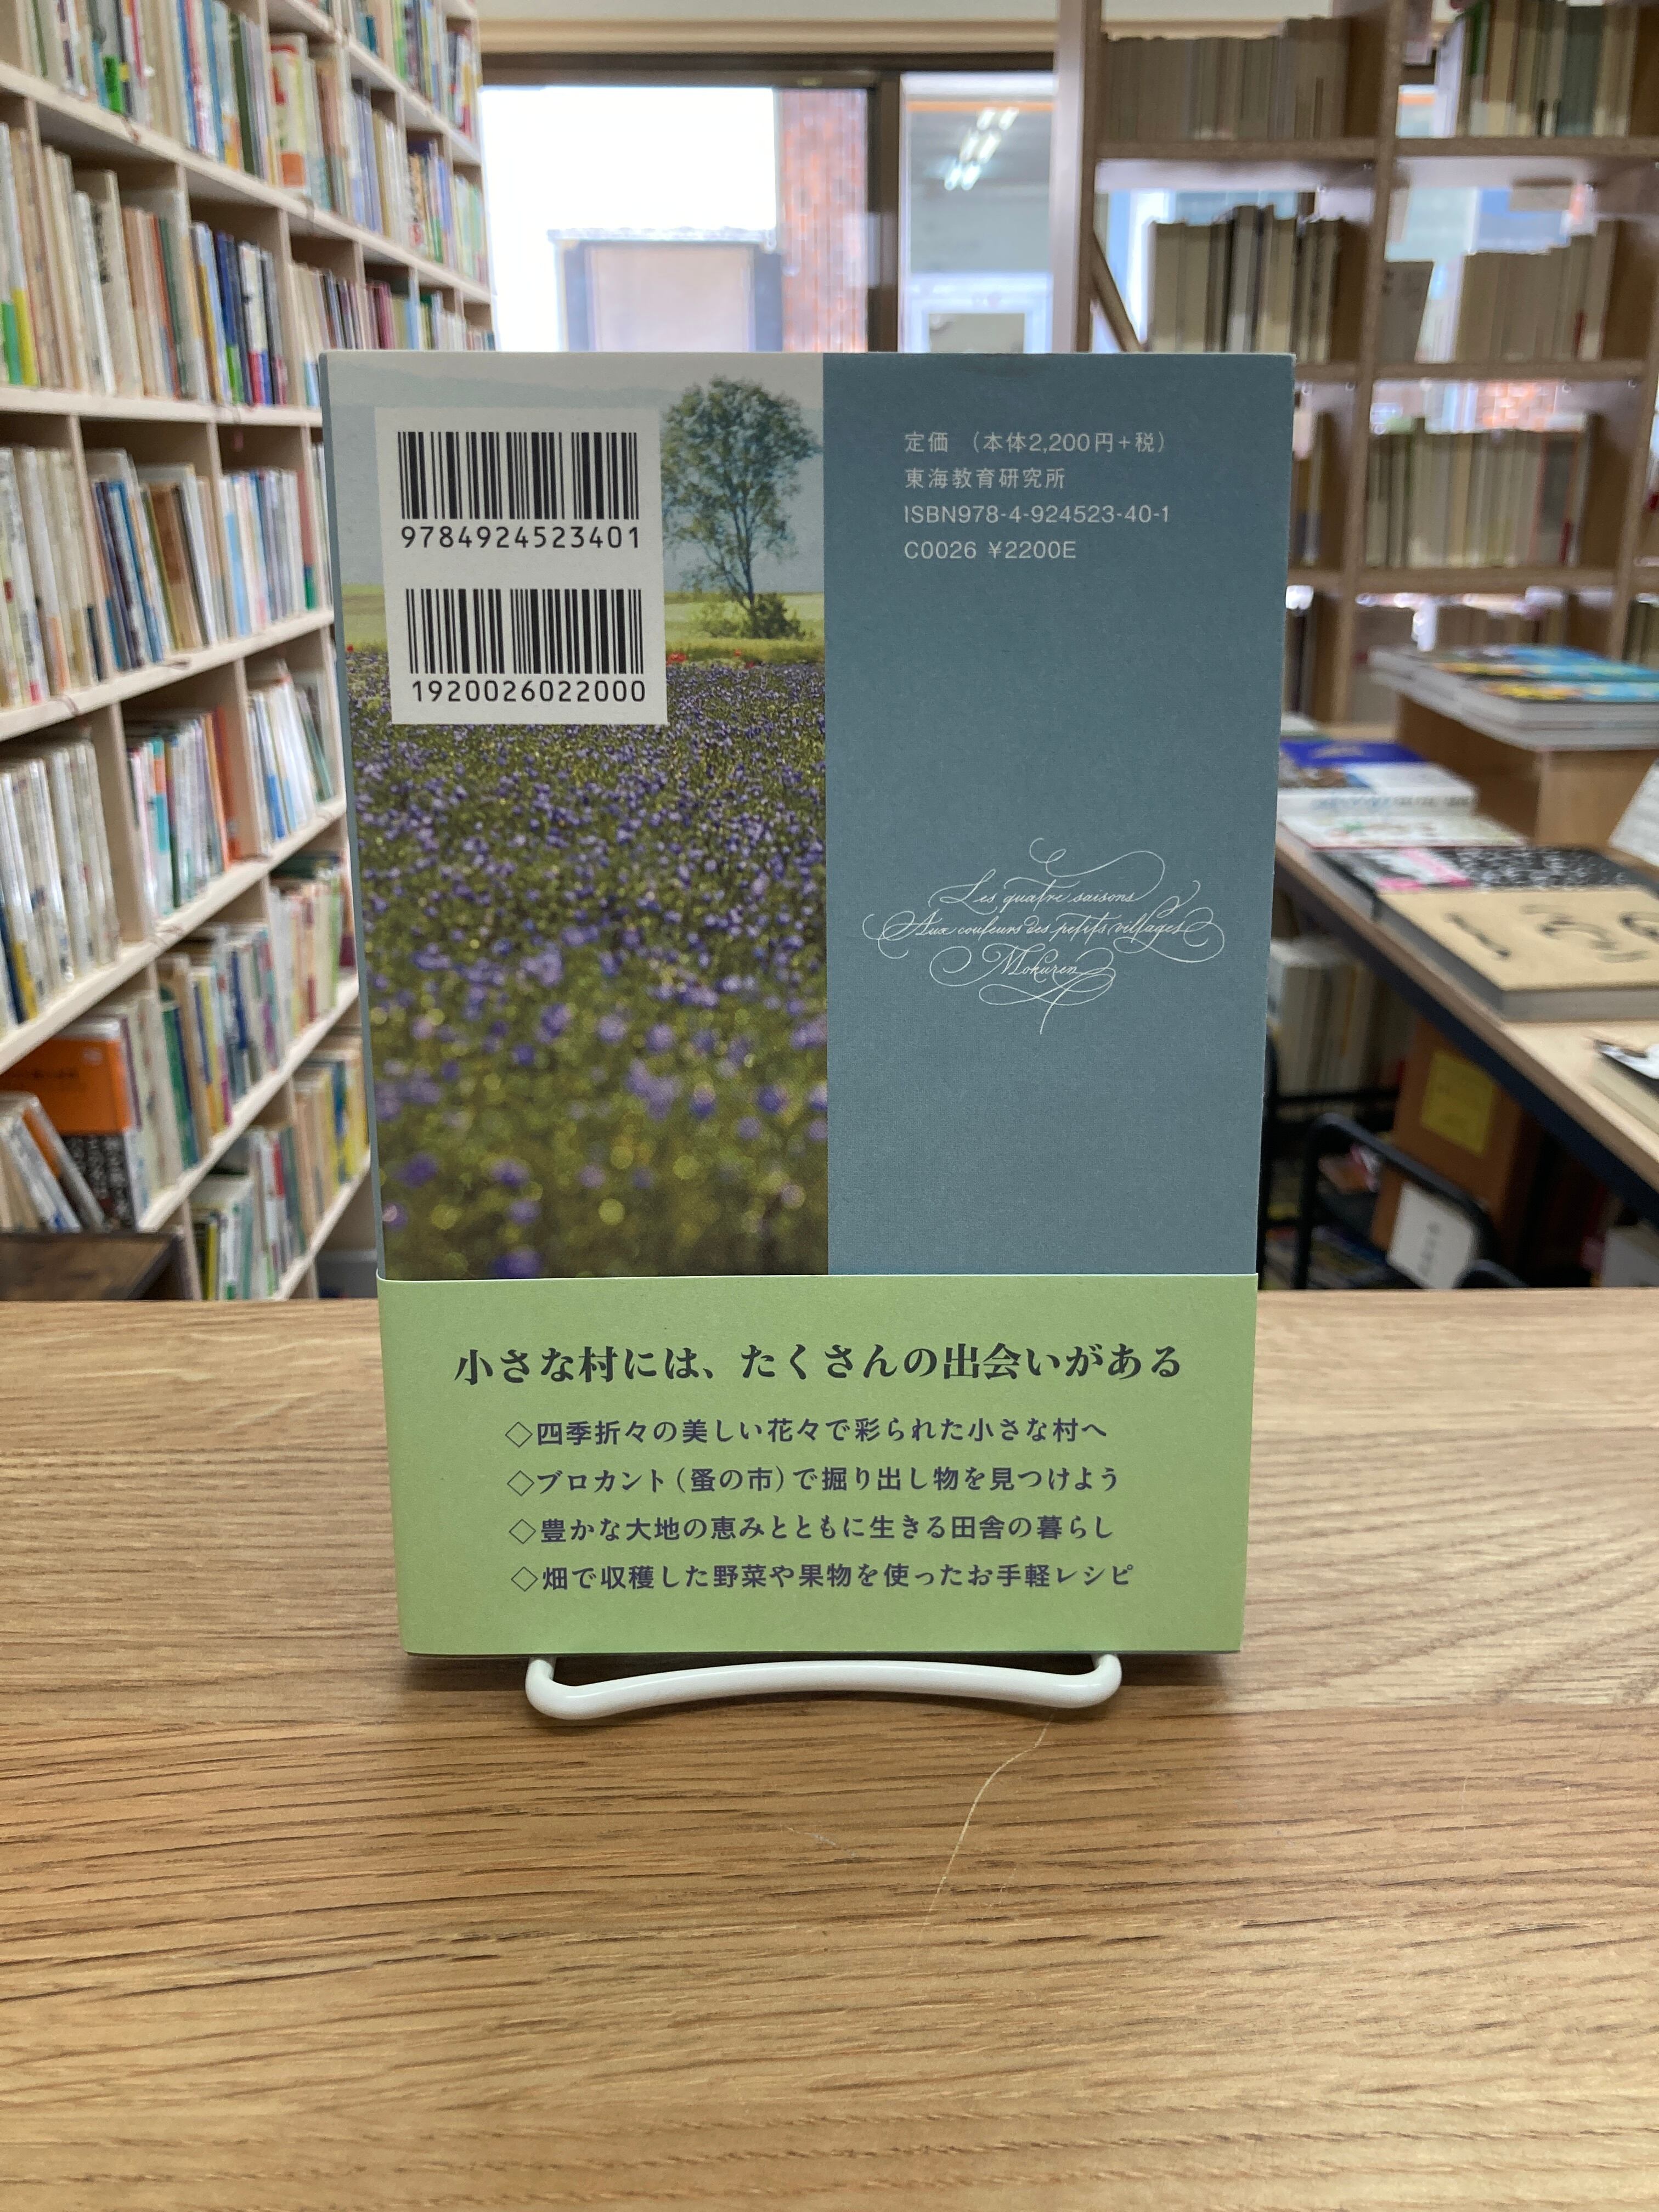 9784924523401
1920026022000
定価 （本体2,200円+税）
東海教育研究所
ISBN978-4-924523-40-1
C0026 ¥2200E
Les quatre saisons
Aux couleurs des petits villages
Mokuren
小さな村には、たくさんの出会いがある
◇四季折々の美しい花々で彩られた小さな村へ
◇ブロカント（蚤の市）で掘り出し物を見つけよう
◇豊かな大地の恵みとともに生きる田舎の暮らし
◇畑で収穫した野菜や果物を使ったお手軽レシピ